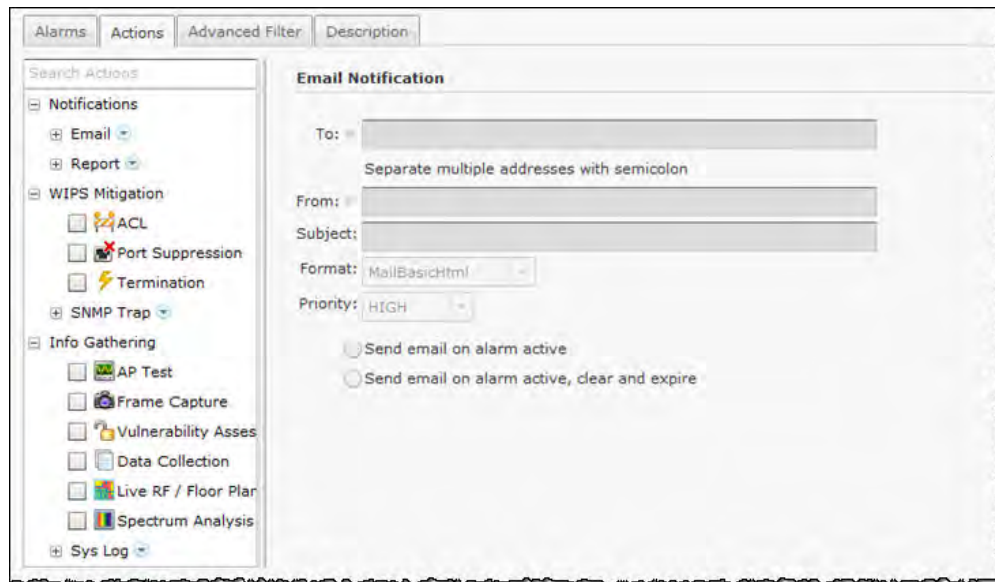 Alarms
Actions
Advanced Filter
Description
Search Actions
Notifications
Email
Report
WIPS Mitigation
ACL
Port Suppression
Termination
SNMP Trap
Info Gathering
AP Test
Frame Capture
Vulnerability Asses
Data Collection
Live RF / Floor Plan
Spectrum Analysis
Sys Log
Email Notification
To:
Separate multiple addresses with semicolon
From:
Subject:
Format: MailBasicHtml
Priority: HIGH
Send email on alarm active
Send email on alarm active, clear and expire